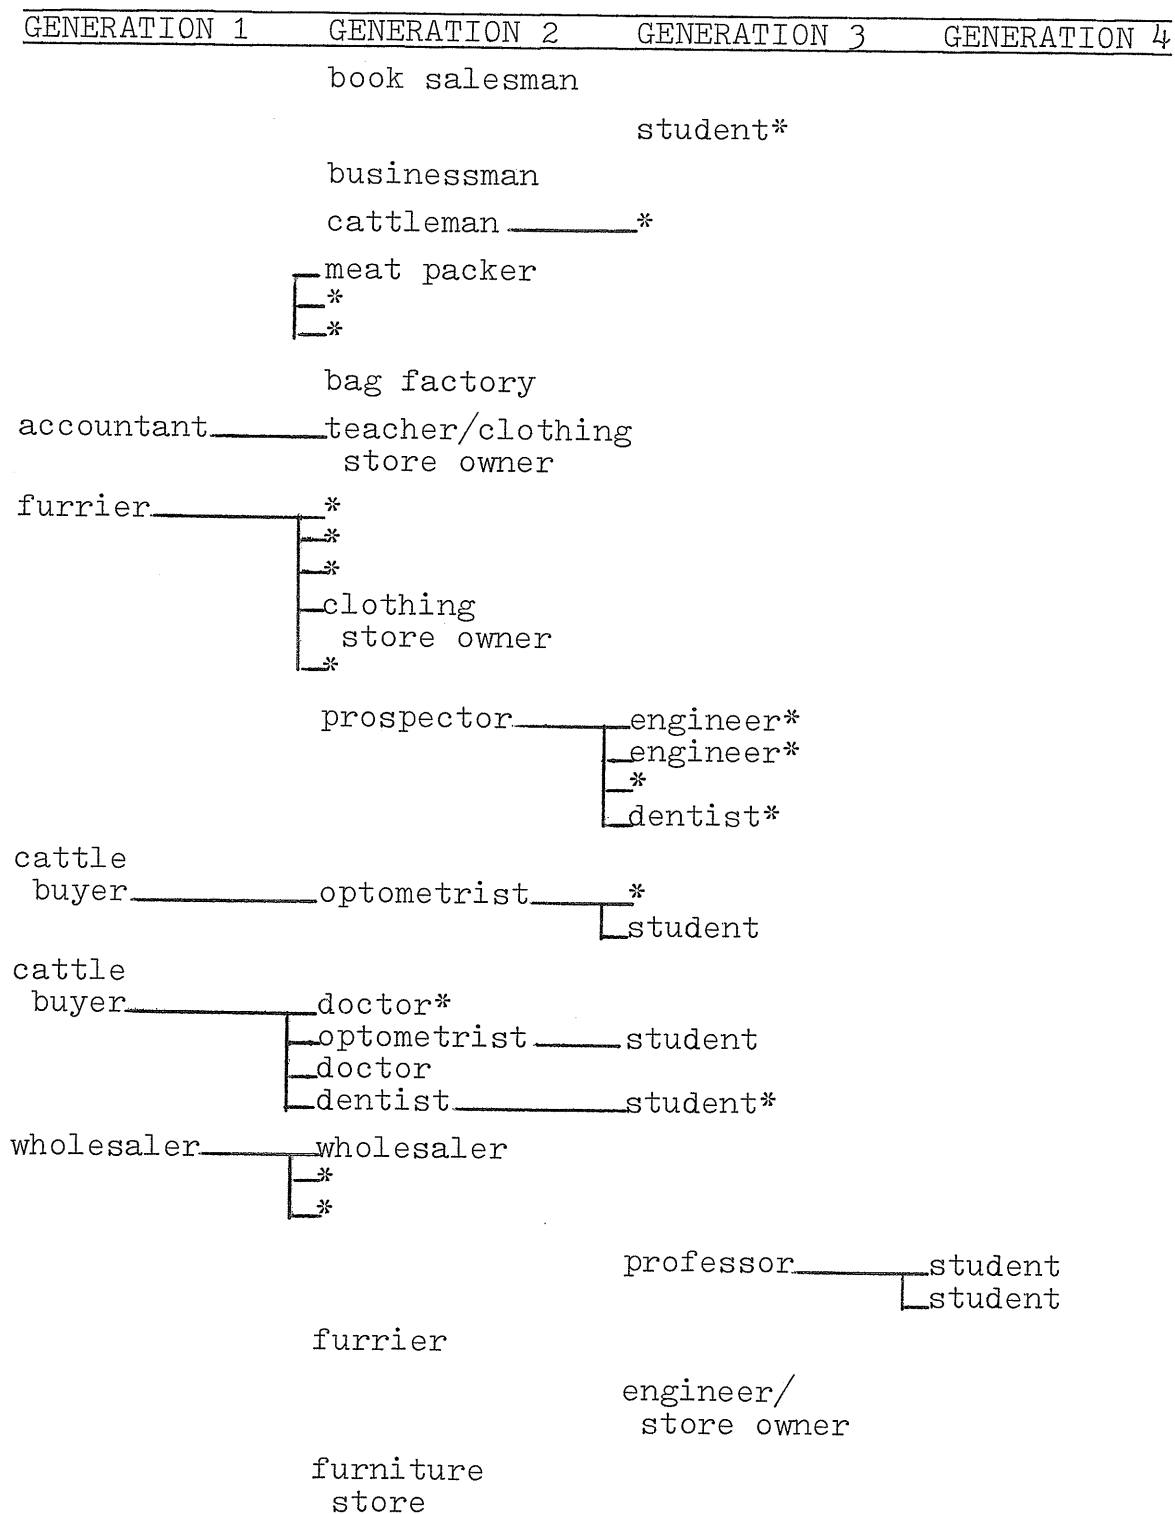 GENERATION 1 GENERATION 2 GENERATION 3 GENERATION 4
book salesman
student*
businessman
cattleman *
meat packer
*
*
bag factory
accountant teacher/clothing
store owner
furrier *
*
*
clothing
store owner
*
prospector engineer*
engineer*
*
dentist*
cattle
buyer optometrist *
student
cattle
buyer doctor*
optometrist student
doctor
dentist student*
wholesaler wholesaler
*
*
professor student
student
furrier
engineer/
store owner
furniture
store